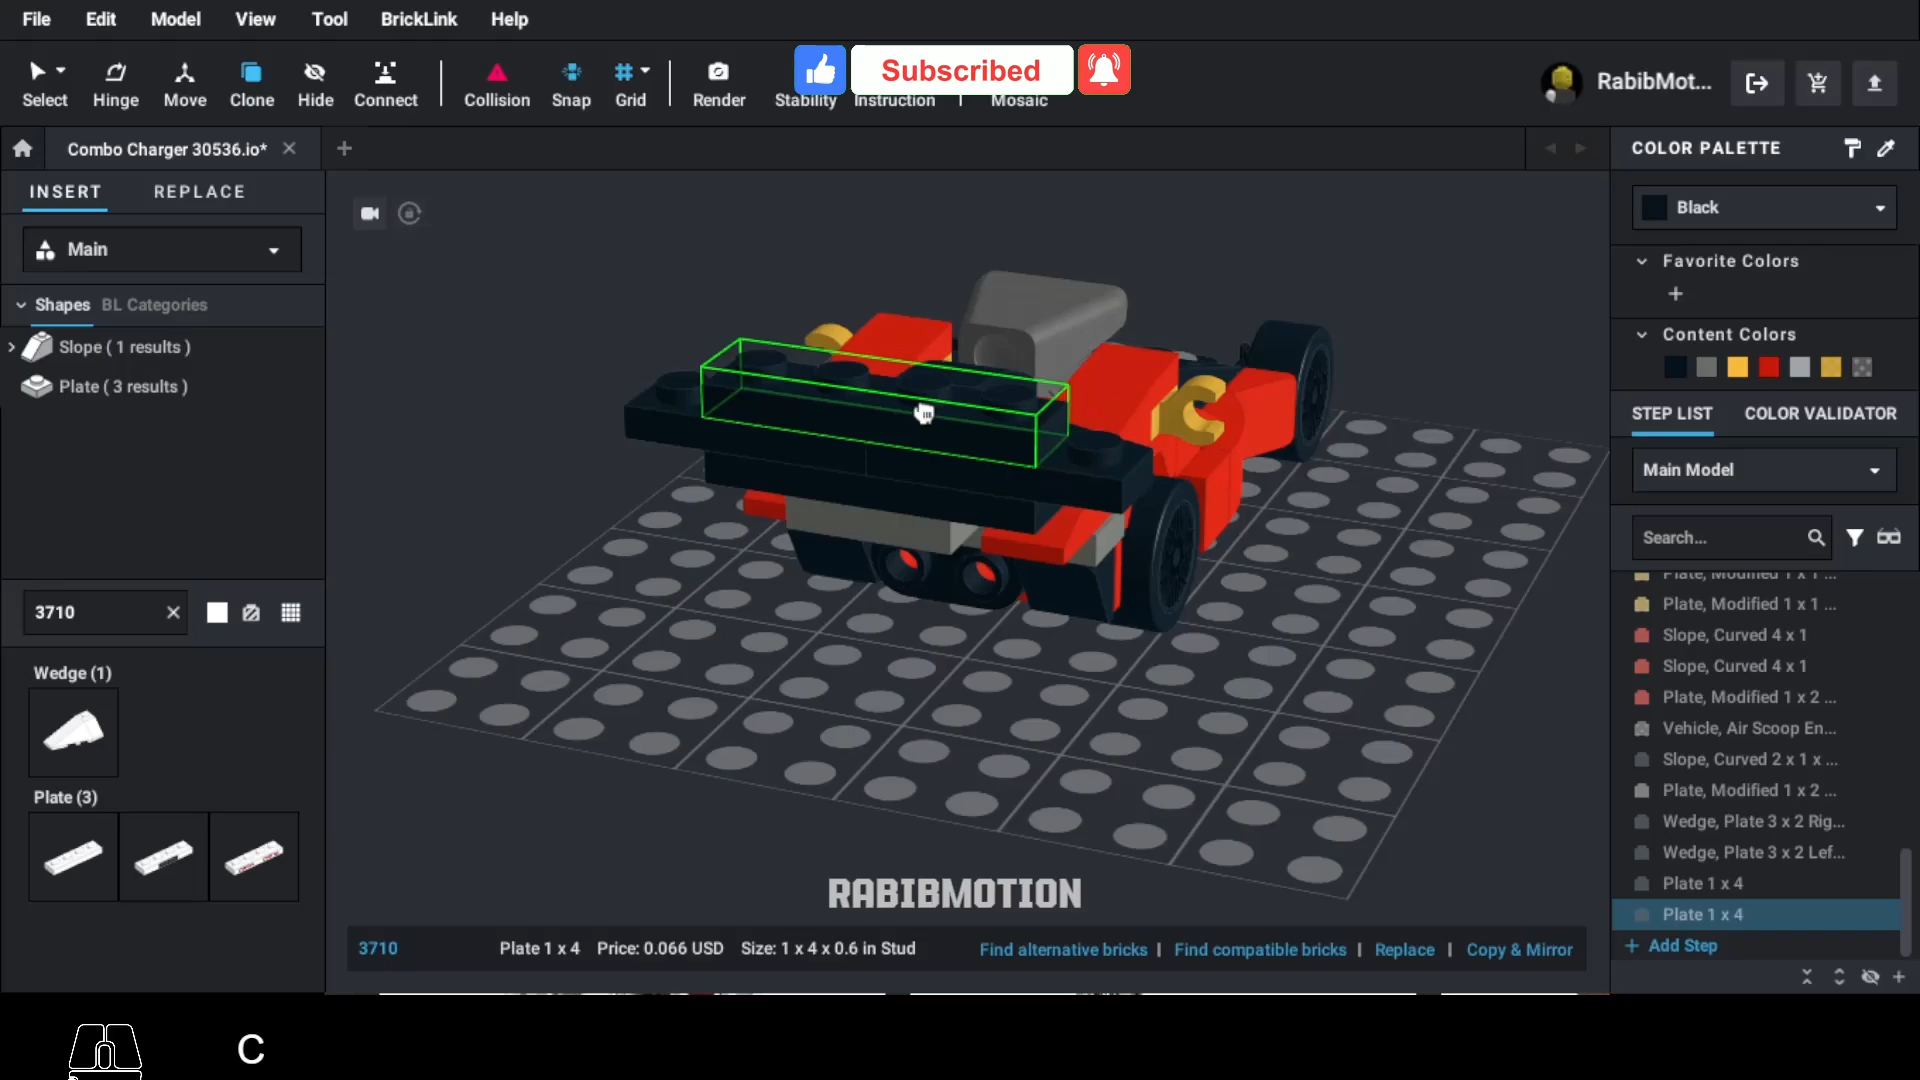 File Edit Model View Tool BrickLink Help
Select Hinge Move Clone Hide Connect Collision Snap Grid Render Stability Instruction Mosaic
Subscribed
RabibMot...
Combo Charger 30536.io*
INSERT REPLACE
Main
Shapes BL Categories
Slope ( 1 results )
Plate ( 3 results )
3710
Wedge (1)
Plate (3)
RABIBMOTION
3710 Plate 1 x 4 Price: 0.066 USD Size: 1 x 4 x 0.6 in Stud Find alternative bricks | Find compatible bricks | Replace | Copy & Mirror
COLOR PALETTE
Black
Favorite Colors
Content Colors
STEP LIST COLOR VALIDATOR
Main Model
Search...
Plate, Modified 1 x 1 ...
Plate, Modified 1 x 1 ...
Slope, Curved 4 x 1
Slope, Curved 4 x 1
Plate, Modified 1 x 2 ...
Vehicle, Air Scoop En...
Slope, Curved 2 x 1 x ...
Plate, Modified 1 x 2 ...
Wedge, Plate 3 x 2 Rig...
Wedge, Plate 3 x 2 Lef...
Plate 1 x 4
Plate 1 x 4
+ Add Step
C